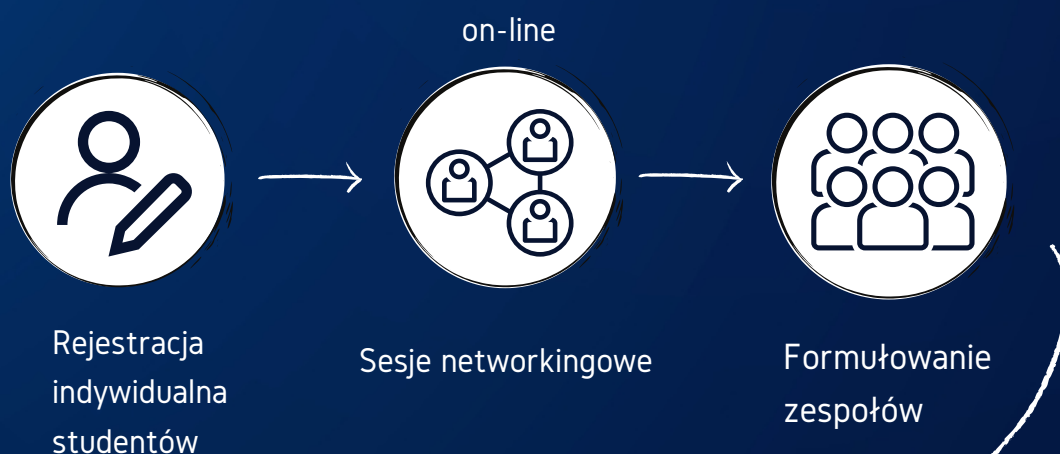 on-line
Rejestracja
indywidualna
studentów
Sesje networkingowe
Formułowanie
zespołów